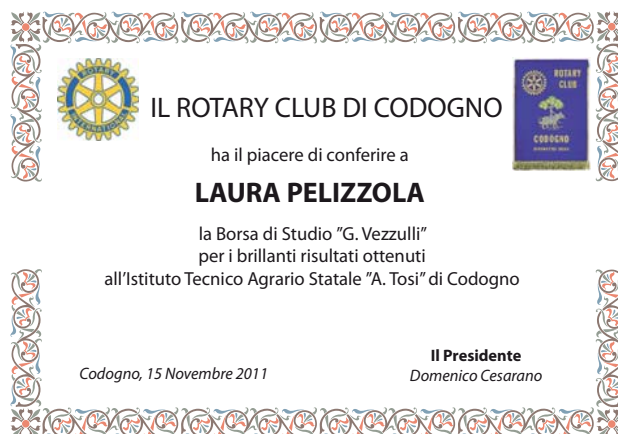 ROTARY
INTERNATIONAL
ROTARY
CLUB
CODOGNO
IL ROTARY CLUB DI CODOGNO
ha il piacere di conferire a
LAURA PELIZZOLA
la Borsa di Studio "G. Vezzulli"
per i brillanti risultati ottenuti
all'Istituto Tecnico Agrario Statale "A. Tosi" di Codogno
Il Presidente
Codogno, 15 Novembre 2011
Domenico Cesarano